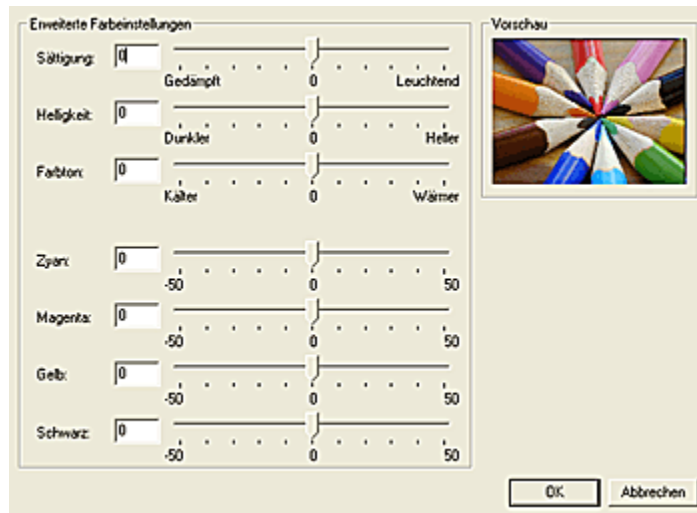 Erweiterte Farbeinstellungen
Sättigung: 0
Gedämpft 0 Leuchtend
Helligkeit: 0
Dunkler 0 Heller
Farbton: 0
Kälter 0 Wärmer
Zyan: 0
-50 0 50
Magenta: 0
-50 0 50
Gelb: 0
-50 0 50
Schwarz: 0
-50 0 50
Vorschau
OK Abbrechen